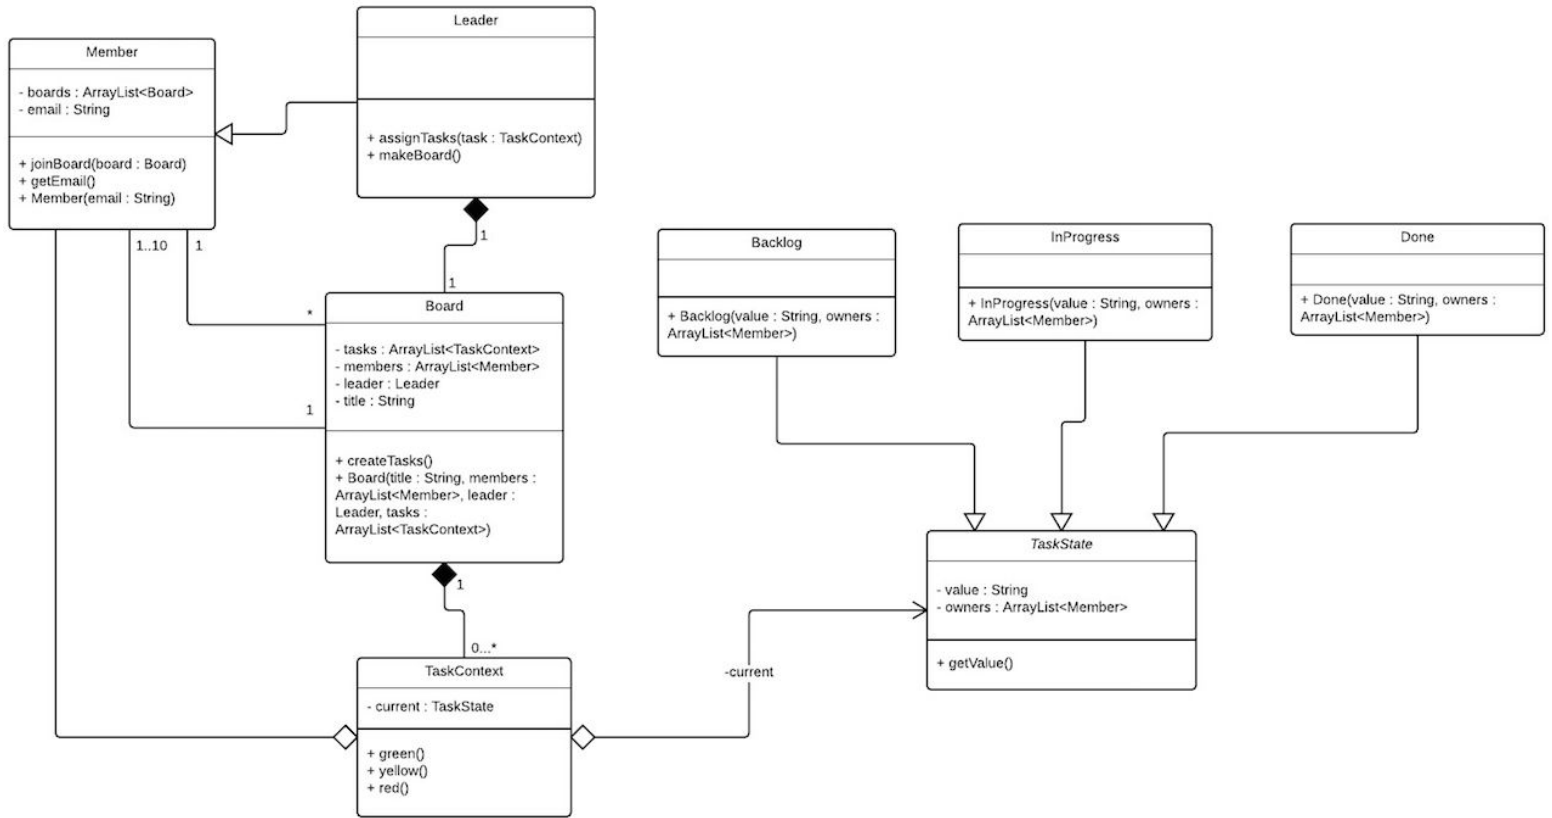 Leader
+ assignTasks(task : TaskContext)
+ makeBoard()
Member
- boards : ArrayList<Board>
- email : String
+ joinBoard(board : Board)
+ getEmail()
+ Member(email : String)
1..10
1
1
1
*
1
Board
- tasks : ArrayList<TaskContext>
- members : ArrayList<Member>
- leader : Leader
- title : String
+ createTasks()
+ Board(title : String, members :
ArrayList<Member>, leader :
Leader, tasks :
ArrayList<TaskContext>)
1
0...*
TaskContext
- current : TaskState
+ green()
+ yellow()
+ red()
-current
Backlog
+ Backlog(value : String, owners :
ArrayList<Member>)
InProgress
+ InProgress(value : String, owners :
ArrayList<Member>)
Done
+ Done(value : String, owners :
ArrayList<Member>)
TaskState
- value : String
- owners : ArrayList<Member>
+ getValue()